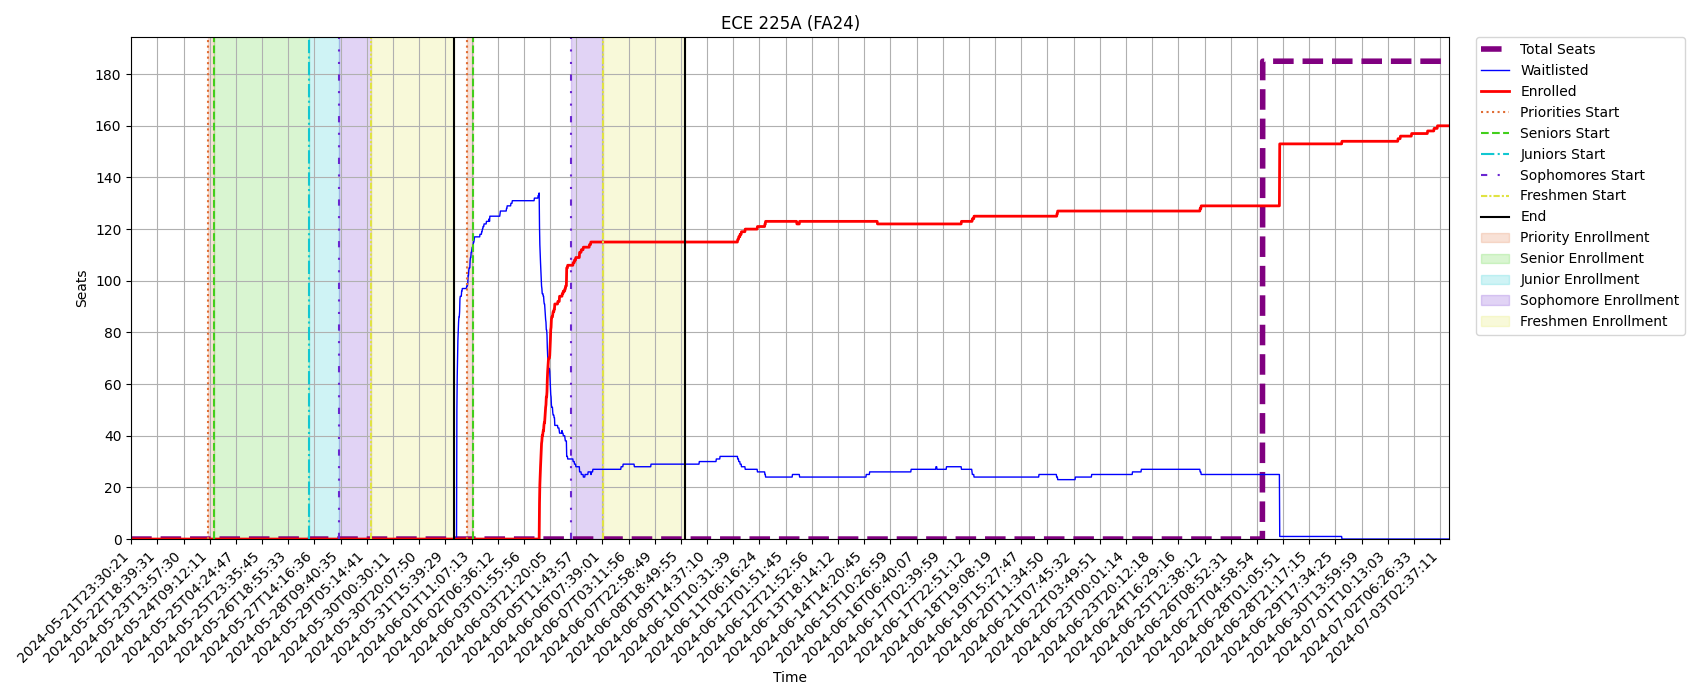 ECE 225A (FA24)
Seats
180
160
140
120
100
80
60
40
20
0
2024-05-21T23:30:21
2024-05-22T18:39:31
2024-05-23T13:57:30
2024-05-24T09:12:11
2024-05-25T04:24:47
2024-05-25T23:35:45
2024-05-26T18:55:33
2024-05-27T14:16:36
2024-05-28T09:40:35
2024-05-29T05:14:41
2024-05-30T00:30:11
2024-05-30T20:07:50
2024-05-31T15:39:29
2024-06-01T11:07:13
2024-06-02T06:36:12
2024-06-03T01:55:56
2024-06-03T21:20:05
2024-06-05T11:43:57
2024-06-06T07:39:01
2024-06-07T03:11:56
2024-06-07T22:58:49
2024-06-08T18:49:55
2024-06-09T14:37:10
2024-06-10T10:31:39
2024-06-11T06:16:24
2024-06-12T01:51:45
2024-06-12T21:52:56
2024-06-13T18:14:12
2024-06-14T14:20:45
2024-06-15T10:26:59
2024-06-16T06:40:07
2024-06-17T02:39:59
2024-06-17T22:51:12
2024-06-18T19:08:19
2024-06-19T15:27:47
2024-06-20T11:34:50
2024-06-21T07:45:32
2024-06-22T03:49:51
2024-06-23T00:01:14
2024-06-23T20:12:18
2024-06-24T16:29:16
2024-06-25T12:38:12
2024-06-26T08:52:31
2024-06-27T04:58:54
2024-06-28T01:05:51
2024-06-28T21:17:15
2024-06-29T17:34:25
2024-06-30T13:59:59
2024-07-01T10:13:03
2024-07-02T06:26:33
2024-07-03T02:37:11
Time
Total Seats
Waitlisted
Enrolled
Priorities Start
Seniors Start
Juniors Start
Sophomores Start
Freshmen Start
End
Priority Enrollment
Senior Enrollment
Junior Enrollment
Sophomore Enrollment
Freshmen Enrollment